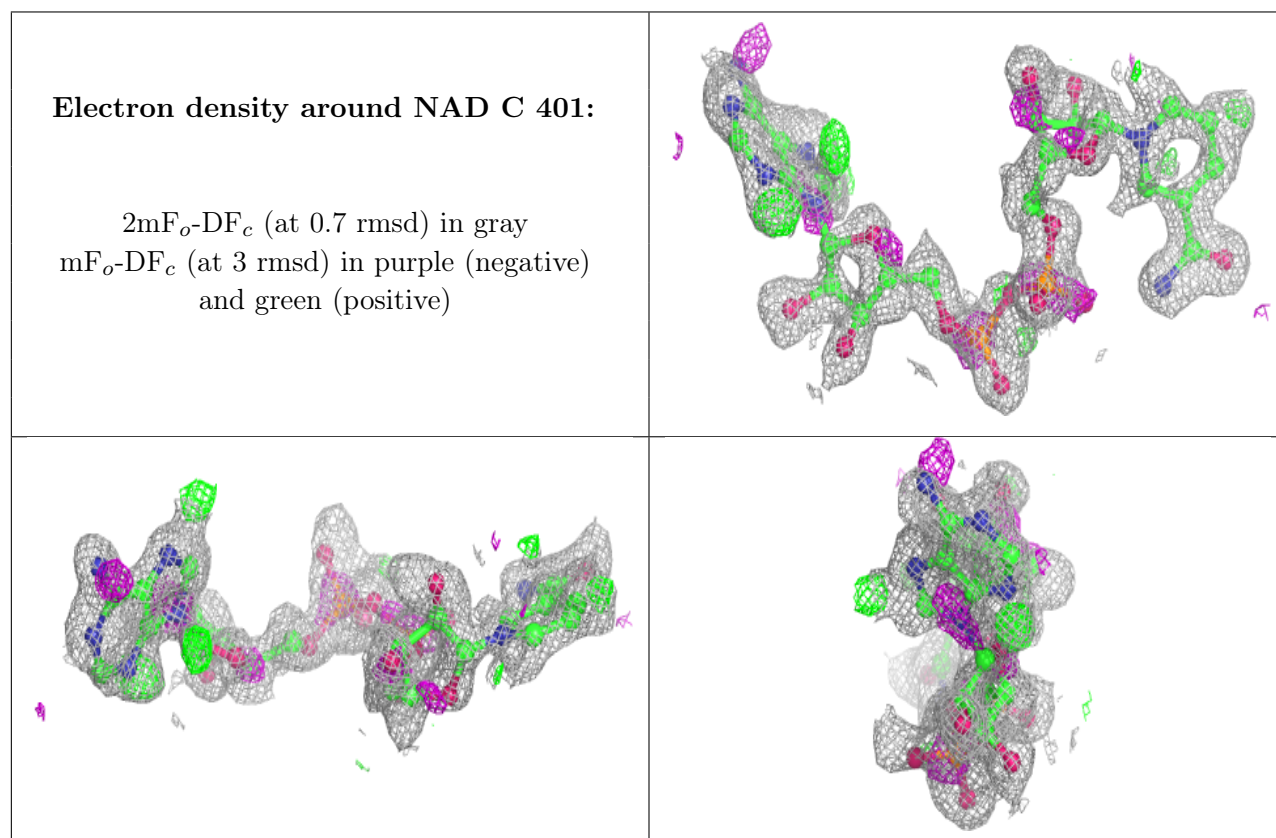 Electron density around NAD C 401:
2mFo-DFc (at 0.7 rmsd) in gray
mFo-DFc (at 3 rmsd) in purple (negative)
and green (positive)